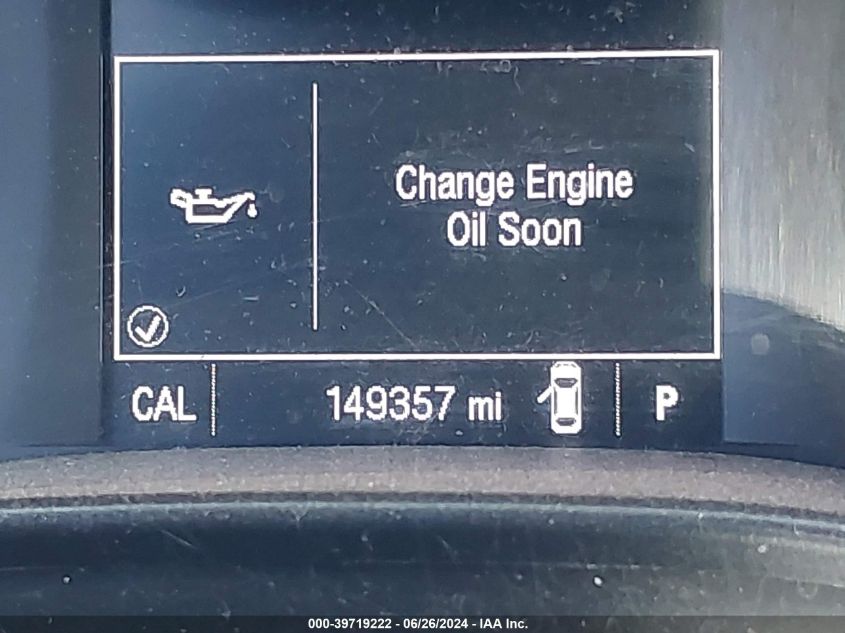 Change Engine
Oil Soon
CAL 149357 mi P
000-39719222 - 06/26/2024 - IAA Inc.